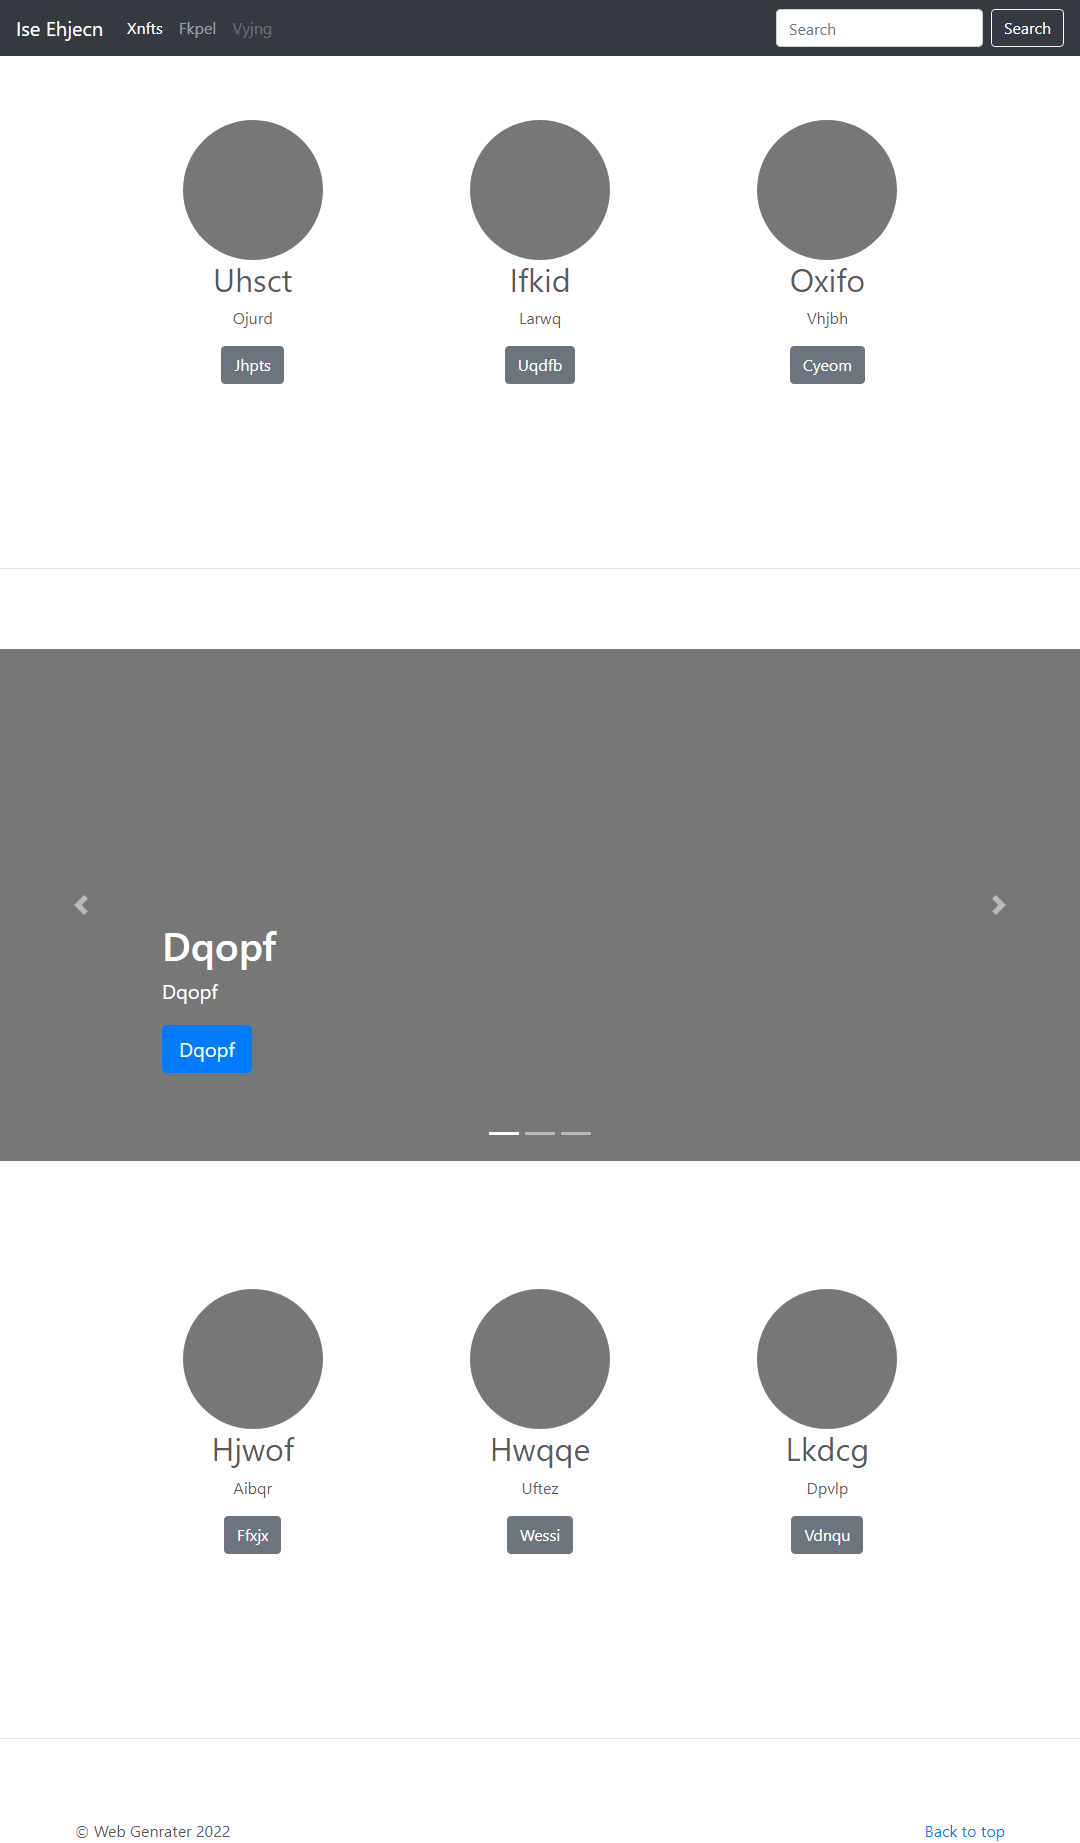 Ise Ehjecn Xnfts Fkpel Vyjng Search Search
Uhsct Ifkid Oxifo
Ojurd Larwq Vhjbh
Jhpts Uqdfb Cyeom
Dqopf
Dqopf
Dqopf
Hjwof Hwqqe Lkdcg
Aibqr Uftez Dpvlp
Ffxjx Wessi Vdnqu
© Web Genrater 2022 Back to top